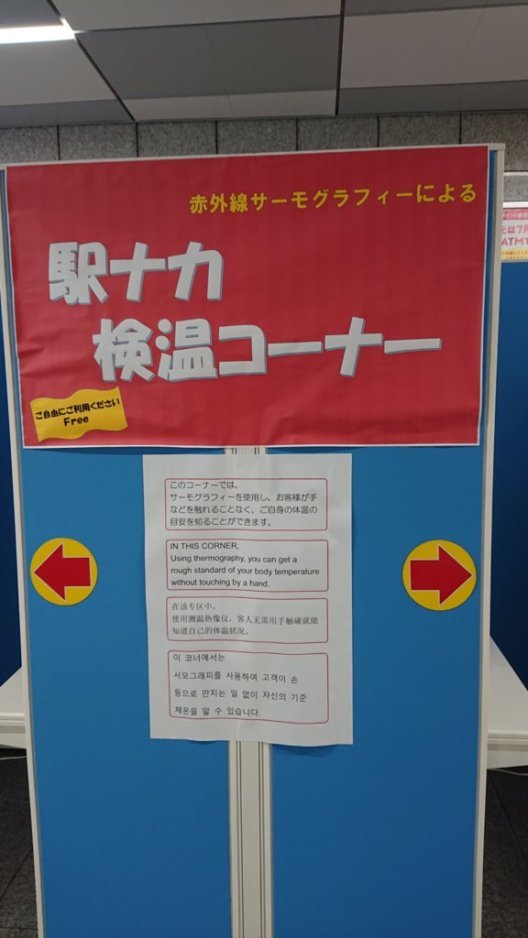 赤外線サーモグラフィーによる
駅ナカ
検温コーナー
ご自由にご利用ください
Free
このコーナーでは、
サーモグラフィーを使用し、お客様が手
などを触れることなく、ご自身の体温の
目安を知ることができます。
IN THIS CORNER,
Using thermography, you can get a
rough standard of your body temperature
without touching by a hand.
在该专区中,
使用测温热像仪，客人无需用手触碰就能
知道自己的体温状况。
이 코너에서는
서모그래피를 사용하여 고객이 손
등으로 만지는 일 없이 자신의 기준
체온을 알 수 있습니다.
元は7月
ATMで